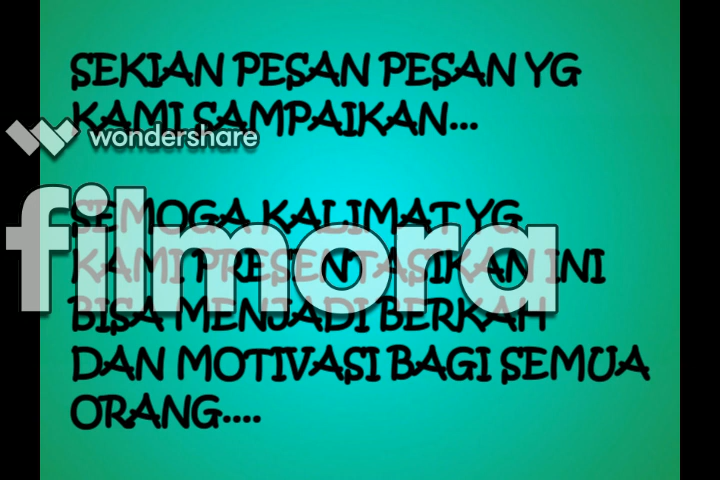 SEKIAN PESAN PESAN YG
KAMI SAMPAIKAN...
wondershare
filmora
SEMOGA KALIMAT YG
KAMI PRESENTASIKAN INI
BISA MENJADI BERKAH
DAN MOTIVASI BAGI SEMUA
ORANG....